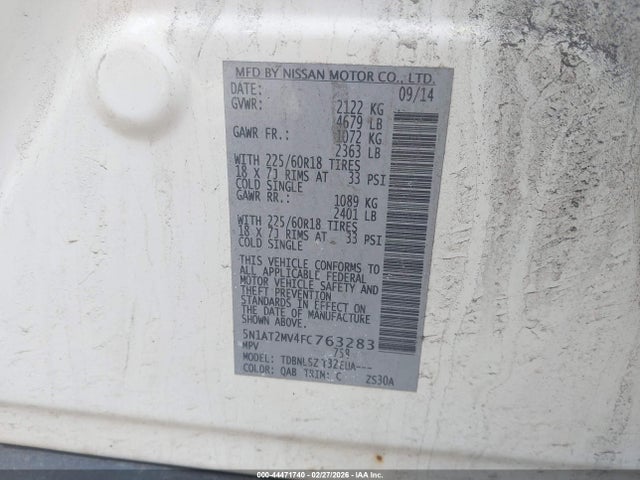 MFD BY NISSAN MOTOR CO., LTD.
DATE: 09/14
GVWR: 2122 KG
4679 LB
GAWR FR.: 1072 KG
2363 LB
WITH 225/60R18 TIRES
18 X 7J RIMS AT 33 PSI
COLD SINGLE
GAWR RR.: 1089 KG
2401 LB
WITH 225/60R18 TIRES
18 X 7J RIMS AT 33 PSI
COLD SINGLE
THIS VEHICLE CONFORMS TO
ALL APPLICABLE FEDERAL
MOTOR VEHICLE SAFETY AND
THEFT PREVENTION
STANDARDS IN EFFECT ON
THE DATE OF MANUFACTURE
SHOWN ABOVE.
5N1AT2MV4FC763283
MPV 759
MODEL:
COLOR: QAB TRIM: C ZS30A
000-44471740 | 02/27/2026 — IAA Inc.